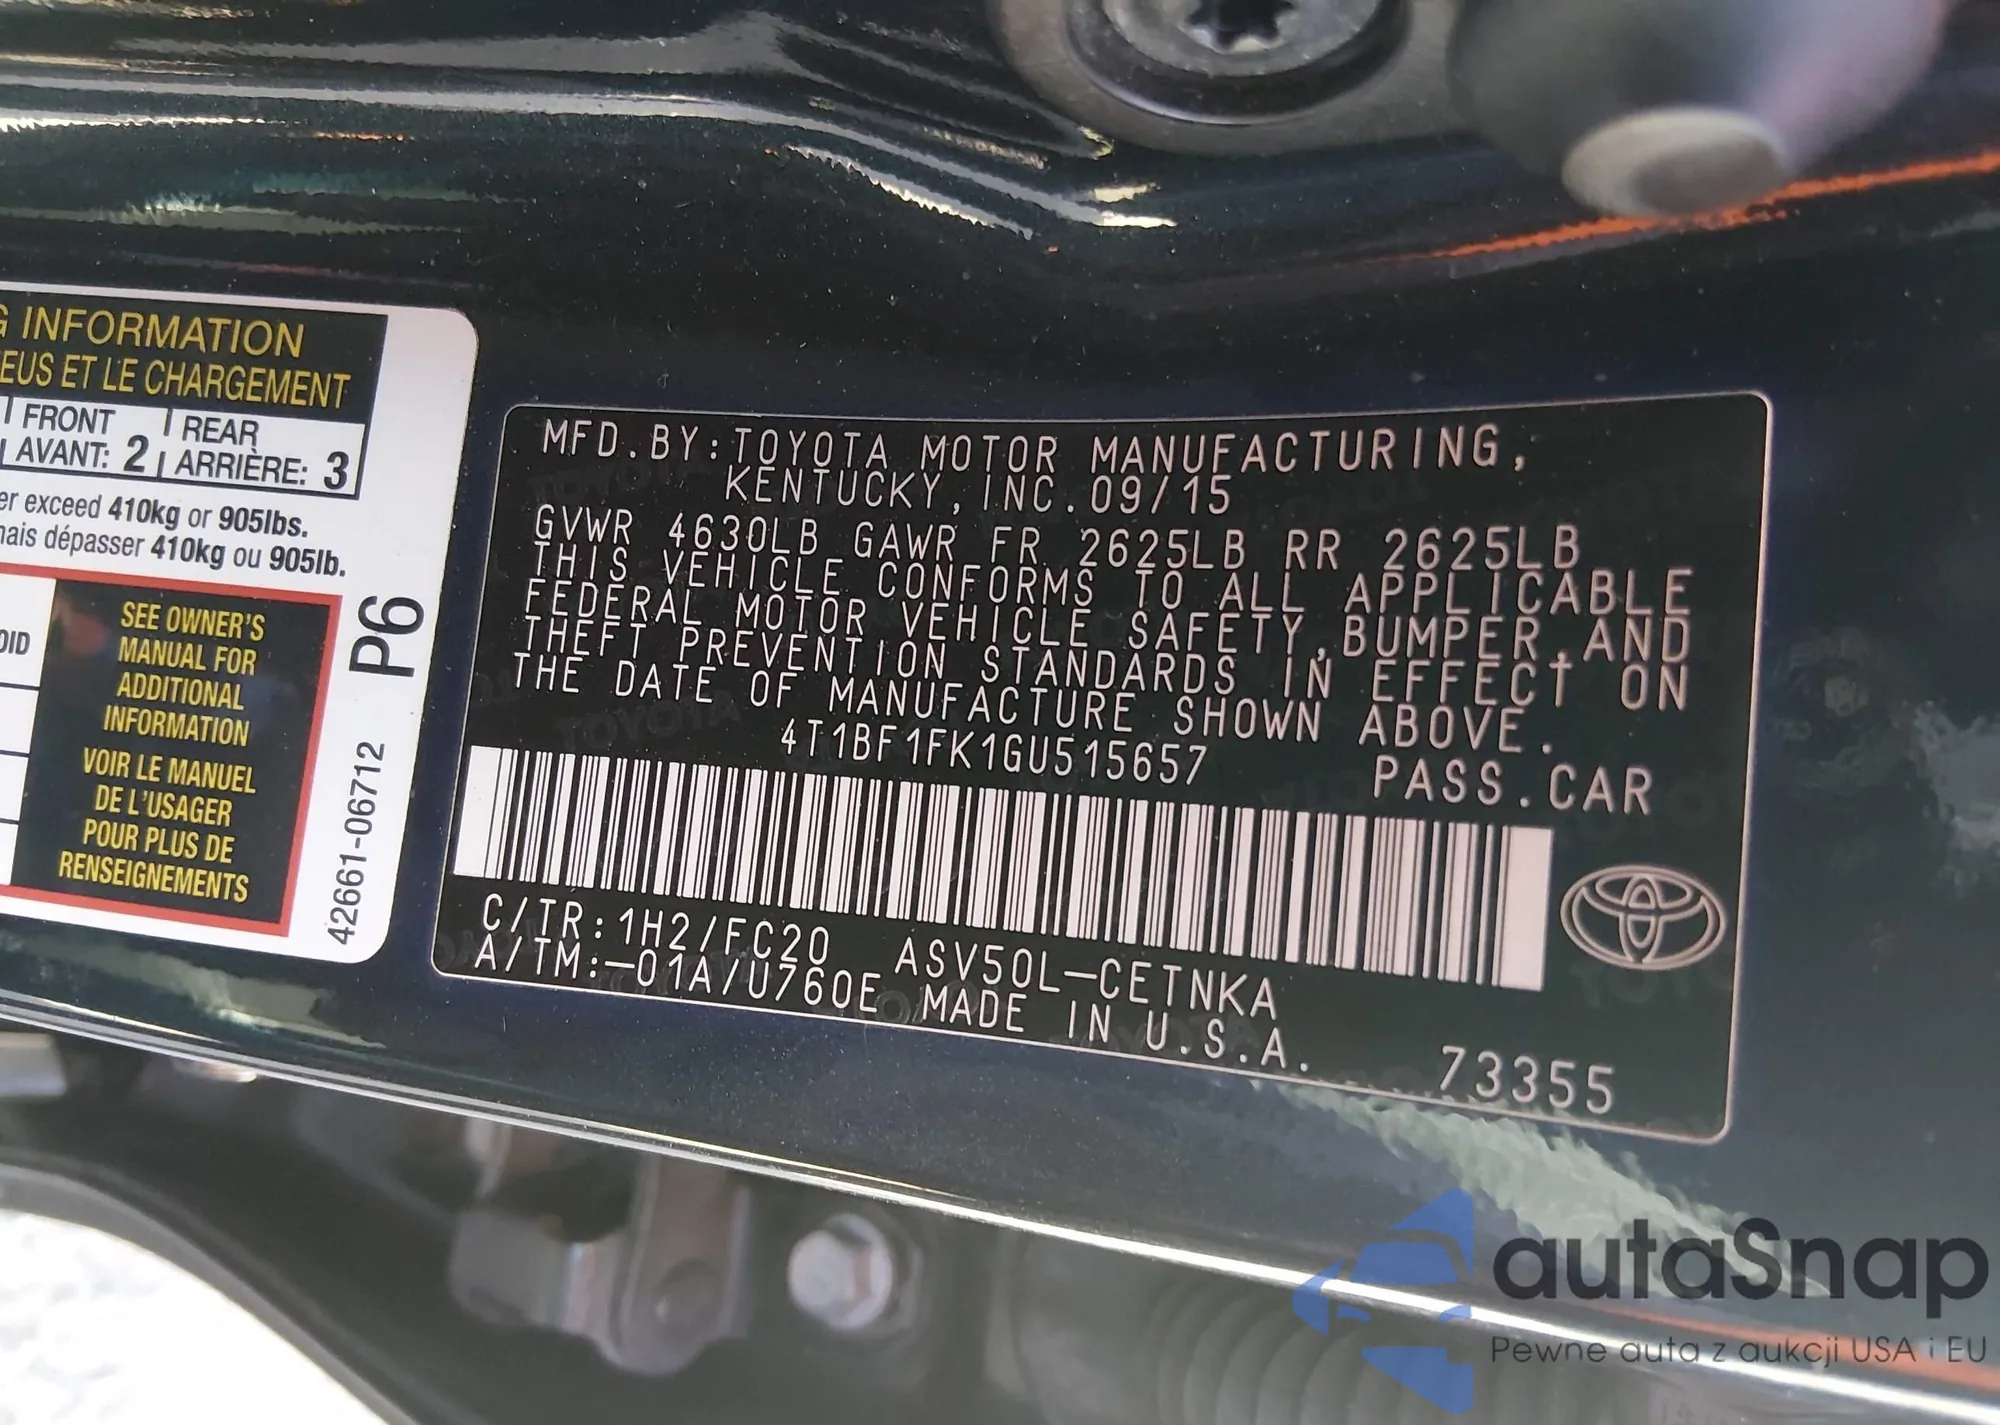 G INFORMATION
EUS ET LE CHARGEMENT
FRONT
AVANT: 2
REAR
ARRIÈRE: 3
er exceed 410kg or 905lbs.
mais dépasser 410kg ou 905lb.
OID
SEE OWNER'S
MANUAL FOR
ADDITIONAL
INFORMATION
VOIR LE MANUEL
DE L'USAGER
POUR PLUS DE
RENSEIGNEMENTS
P6
42661-06712
MFD.BY:TOYOTA MOTOR MANUFACTURING,
KENTUCKY,INC.09/15
GVWR 4630LB GAWR FR 2625LB RR 2625LB
THIS VEHICLE CONFORMS TO ALL APPLICABLE
FEDERAL MOTOR VEHICLE SAFETY,BUMPER,AND
THEFT PREVENTION STANDARDS IN EFFECT ON
THE DATE OF MANUFACTURE SHOWN ABOVE.
4T1BF1FK1GU515657
PASS.CAR
C/TR:1H2/FC20 ASV50L-CETNKA
A/TM:-01A/U760E MADE IN U.S.A.
73355
autaSnap
Pewne auta z aukcji USA i EU